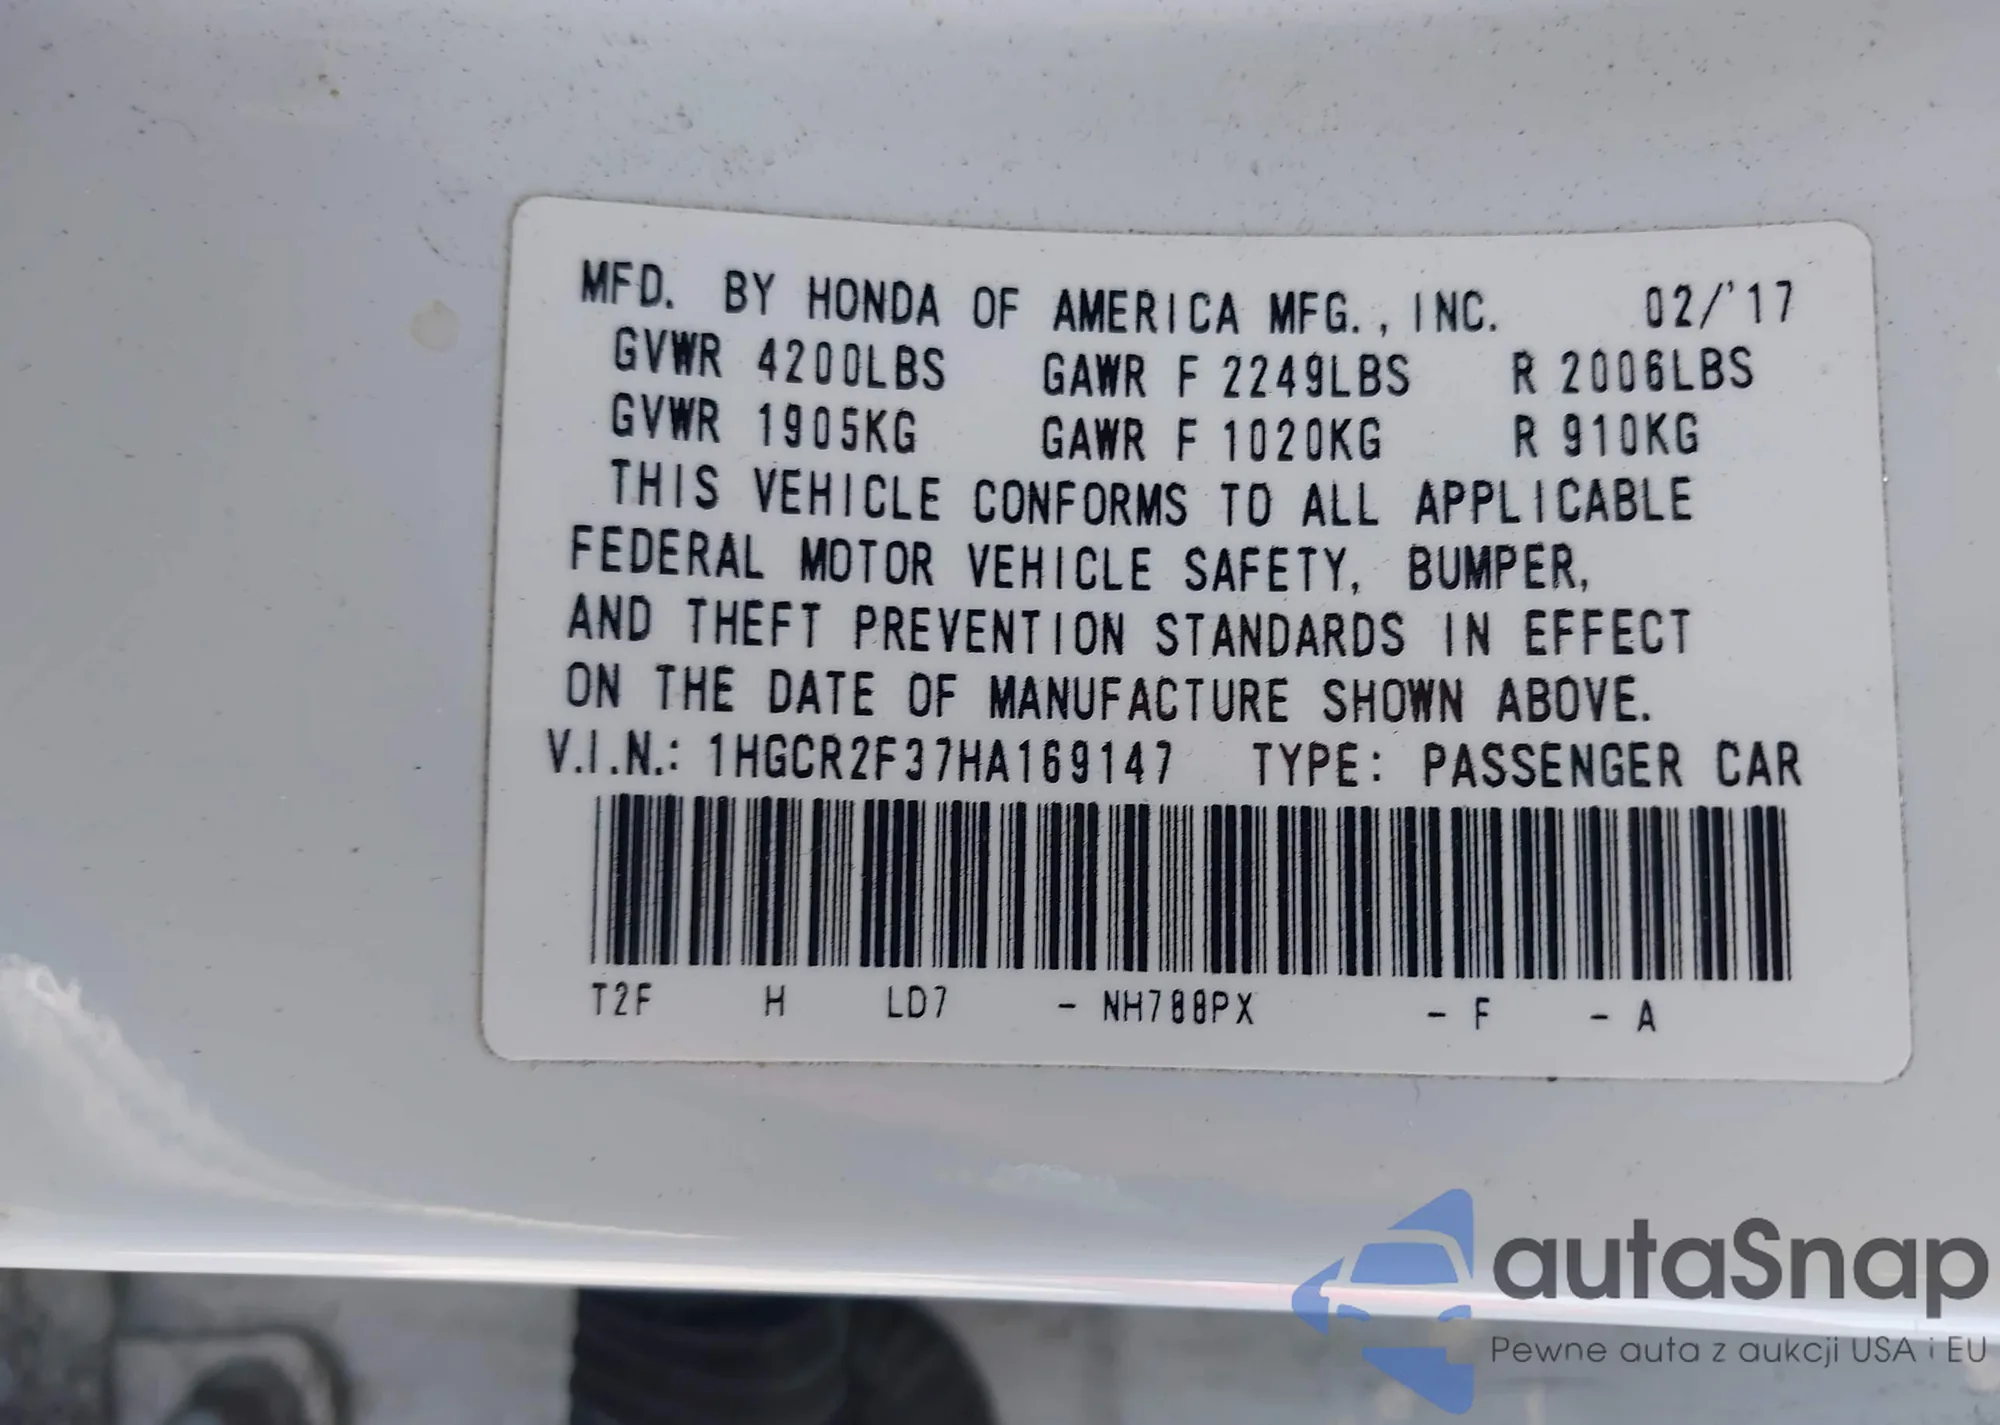 MFD. BY HONDA OF AMERICA MFG., INC. 02/'17
GVWR 4200LBS GAWR F 2249LBS R 2006LBS
GVWR 1905KG GAWR F 1020KG R 910KG
THIS VEHICLE CONFORMS TO ALL APPLICABLE
FEDERAL MOTOR VEHICLE SAFETY, BUMPER,
AND THEFT PREVENTION STANDARDS IN EFFECT
ON THE DATE OF MANUFACTURE SHOWN ABOVE.
V.I.N.: 1HGCR2F37HA169147 TYPE: PASSENGER CAR
T2F H LD7 - NH788PX - F - A
autaSnap
Pewne auta z aukcji USA i EU